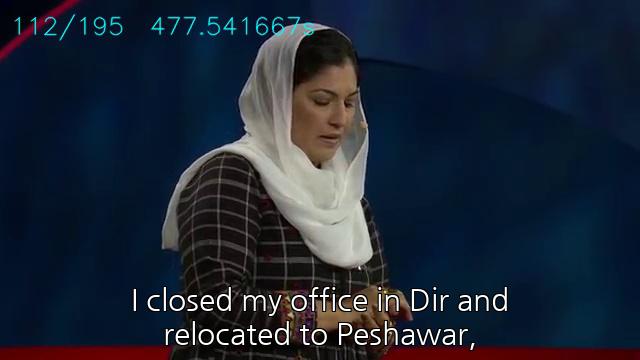 112/195 477.541667s
I closed my office in Dir and
relocated to Peshawar,